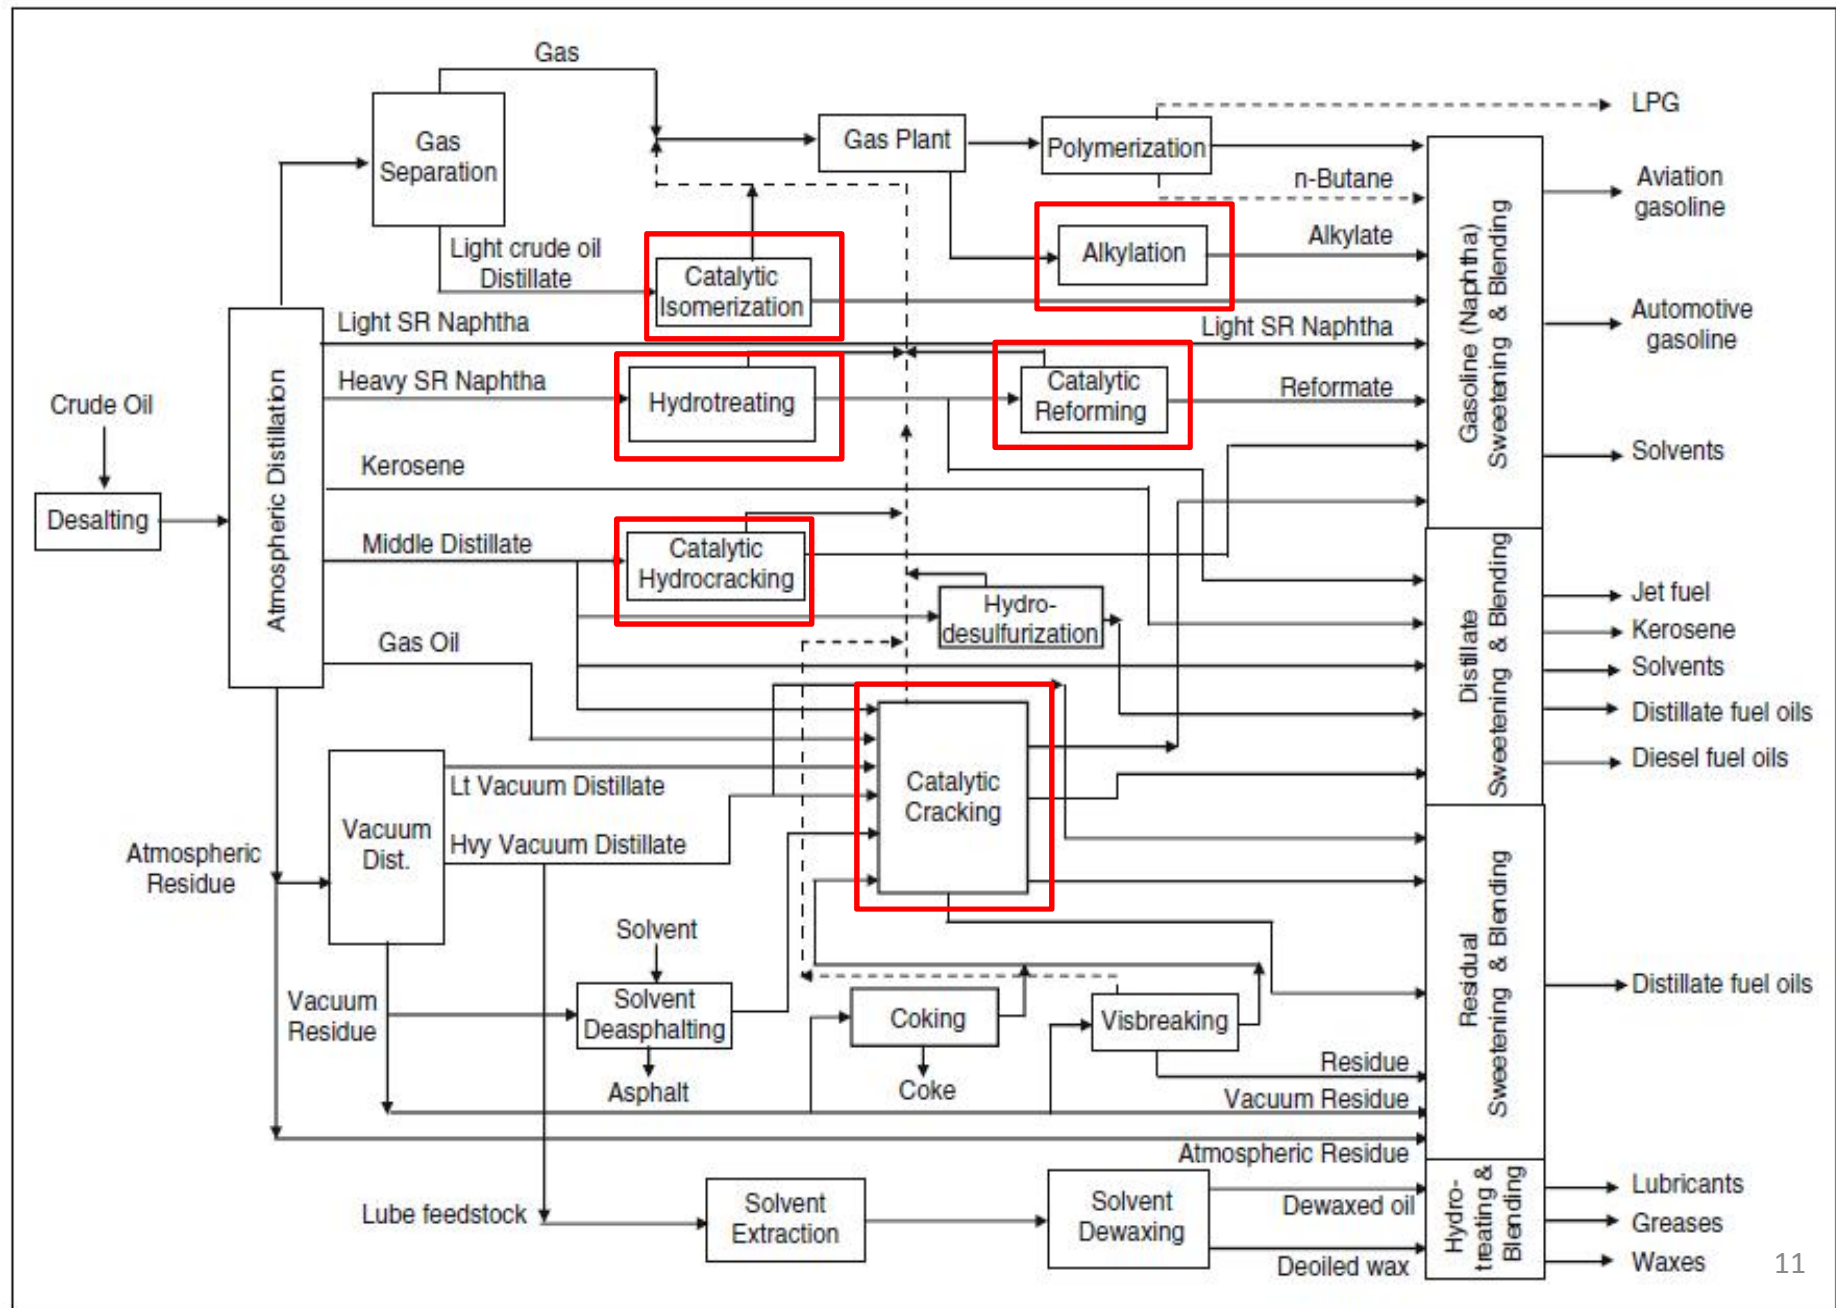 Gas
LPG
Gas
Separation
Gas Plant
Polymerization
n-Butane
Aviation
gasoline
Light crude oil
Distillate
Catalytic
Isomerization
Alkylation
Alkylate
Gasoline (Naphtha)
Sweetening & Blending
Light SR Naphtha
Light SR Naphtha
Automotive
gasoline
Crude Oil
Desalting
Atmospheric Distillation
Heavy SR Naphtha
Hydrotreating
Catalytic
Reforming
Reformate
Kerosene
Solvents
Middle Distillate
Catalytic
Hydrocracking
Hydro-
desulfurization
Distillate
Sweetening & Blending
Jet fuel
Kerosene
Solvents
Distillate fuel oils
Diesel fuel oils
Gas Oil
Atmospheric
Residue
Vacuum
Dist.
Lt Vacuum Distillate
Hvy Vacuum Distillate
Catalytic
Cracking
Residual
Sweetening & Blending
Distillate fuel oils
Vacuum
Residue
Solvent
Solvent
Deasphalting
Asphalt
Coking
Coke
Visbreaking
Residue
Vacuum Residue
Atmospheric Residue
Lube feedstock
Solvent
Extraction
Solvent
Dewaxing
Dewaxed oil
Deoiled wax
Hydro-
treating &
Blending
Lubricants
Greases
Waxes
11